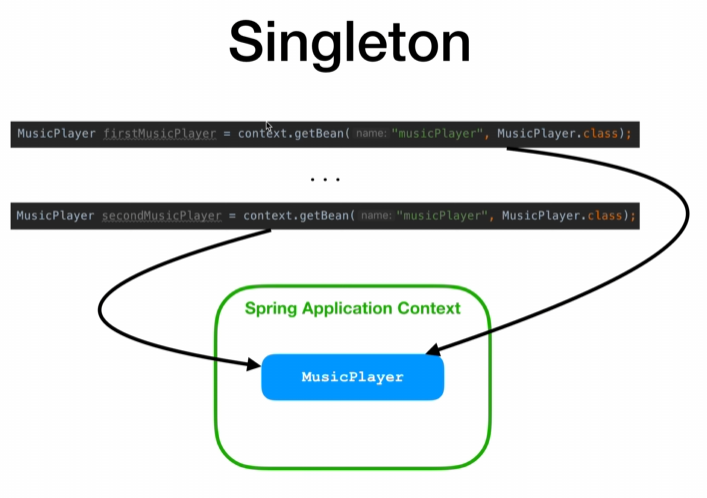 Singleton
MusicPlayer firstMusicPlayer = context.getBean( name: "musicPlayer", MusicPlayer.class);
...
MusicPlayer secondMusicPlayer = context.getBean( name: "musicPlayer", MusicPlayer.class);
Spring Application Context
MusicPlayer